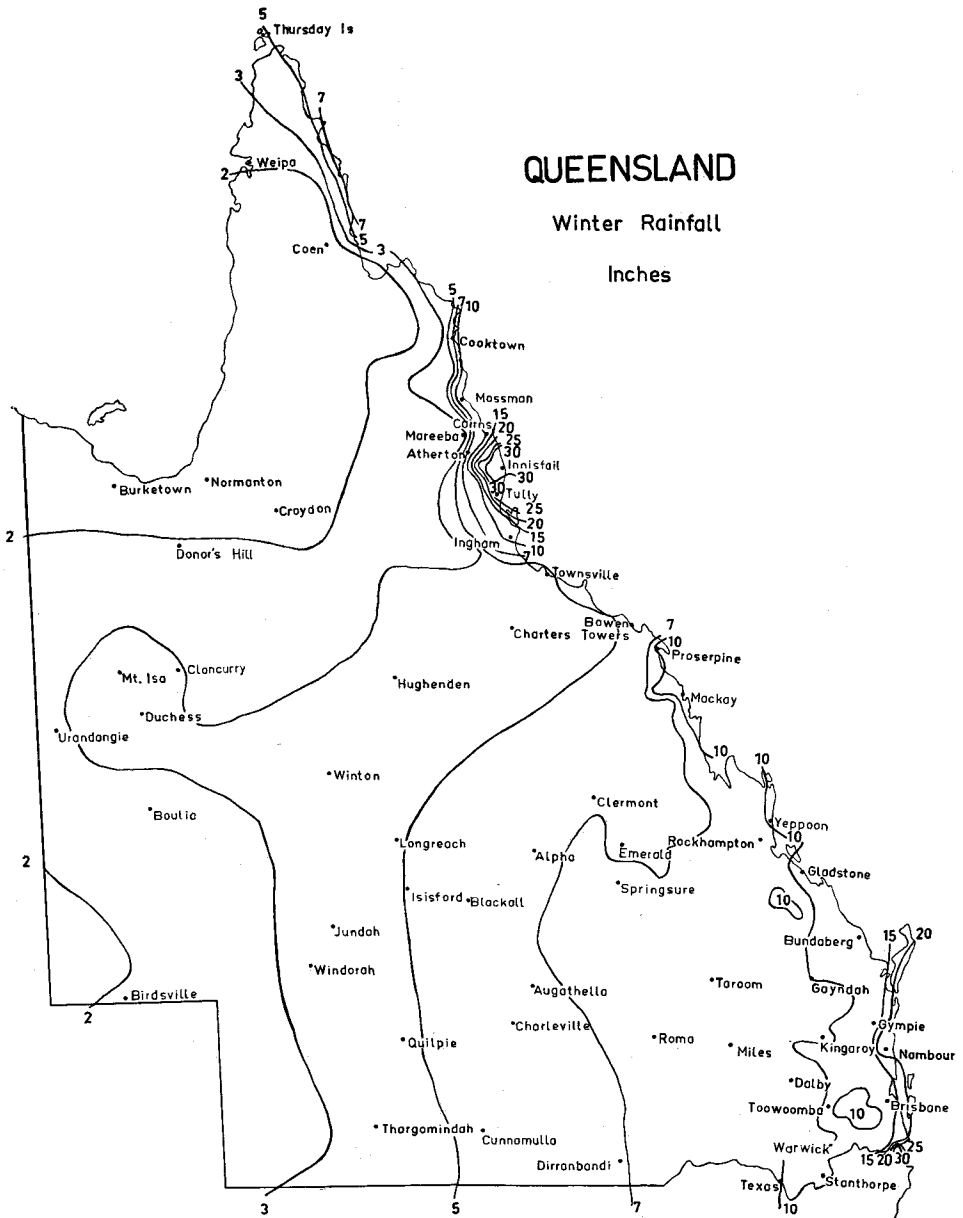 5
Thursday Is
3
7
QUEENSLAND
Weipa
2
Winter Rainfall
7
5
3
Coen
Inches
5
7
10
Cooktown
Mossman
15
Cairns
20
Mareeba
25
Atherton
30
Innisfail
30
30
Burketown
Normanton
Tully
25
Croydon
20
2
15
Donor's Hill
Ingham
10
7
Townsville
Bowen
7
Charters Towers
10
Proserpine
Mt. Isa
Cloncurry
Hughenden
Mackay
Duchess
Urandangie
10
10
Winton
Boulia
Clermont
Yeppoon
10
Longreach
Rockhampton
Emerald
Alpha
2
Gladstone
Springsure
Isisford
Blackall
10
Jundah
Bundaberg
15
20
Windorah
Taroom
Gayndah
Augathella
Birdsville
2
Charleville
Gympie
Quilpie
Roma
Miles
Kingaroy
Nambour
Dalby
Toowoomba
10
Brisbane
Thargomindah
Cunnamulla
Warwick
25
15
20
30
Dirranbandi
Texas
Stanthorpe
3
5
7
10